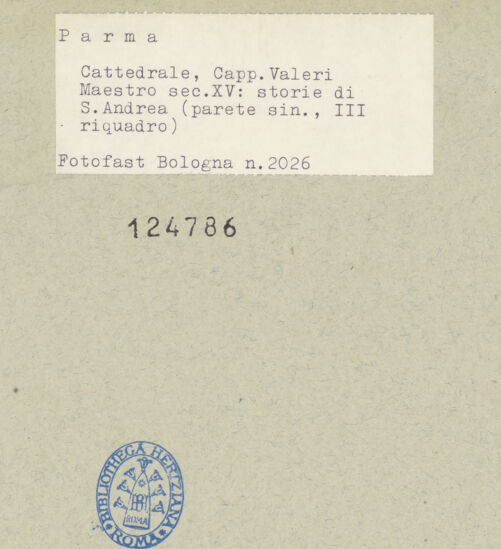 P a r m a
Cattedrale, Capp.Valeri
Maestro sec.XV: storie di
S.Andrea (parete sin., III
riquadro)
Fotofast Bologna n.2026
124786
BIBLIOTHECA HERTZIANA
ROMA
ROMA